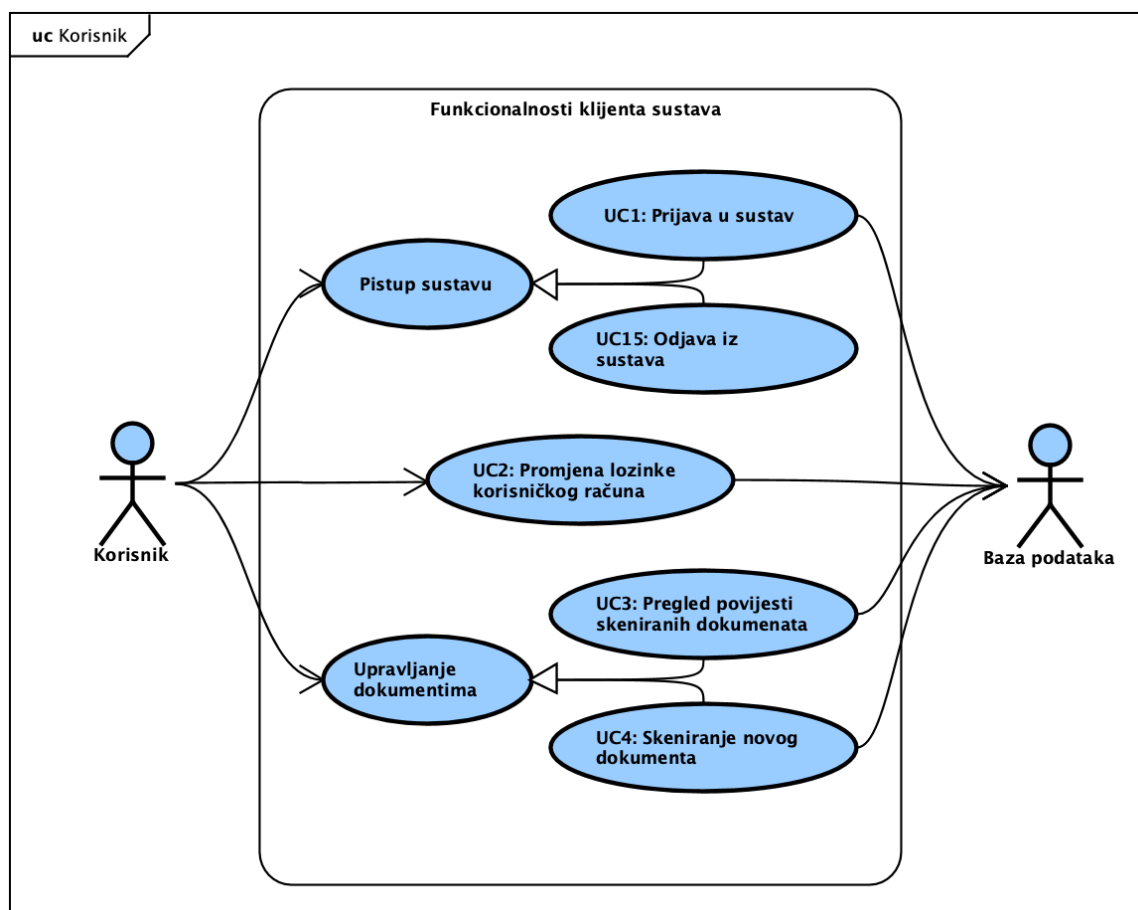 uc Korisnik
Funkcionalnosti klijenta sustava
UC1: Prijava u sustav
Pistup sustavu
UC15: Odjava iz
sustava
UC2: Promjena lozinke
korisničkog računa
Korisnik
Baza podataka
UC3: Pregled povijesti
skeniranih dokumenata
Upravljanje
dokumentima
UC4: Skeniranje novog
dokumenta